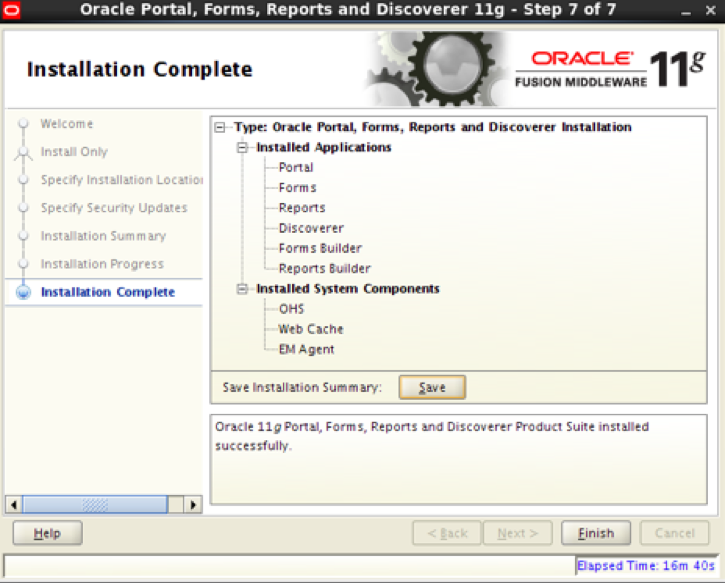 Oracle Portal, Forms, Reports and Discoverer 11g - Step 7 of 7
Installation Complete
ORACLE
FUSION MIDDLEWARE
11g
Welcome
Install Only
Specify Installation Location
Specify Security Updates
Installation Summary
Installation Progress
Installation Complete
Type: Oracle Portal, Forms, Reports and Discoverer Installation
Installed Applications
Portal
Forms
Reports
Discoverer
Forms Builder
Reports Builder
Installed System Components
OHS
Web Cache
EM Agent
Save Installation Summary: Save
Oracle 11g Portal, Forms, Reports and Discoverer Product Suite installed
successfully.
Help
< Back
Next >
Finish
Cancel
Elapsed Time: 16m 40s